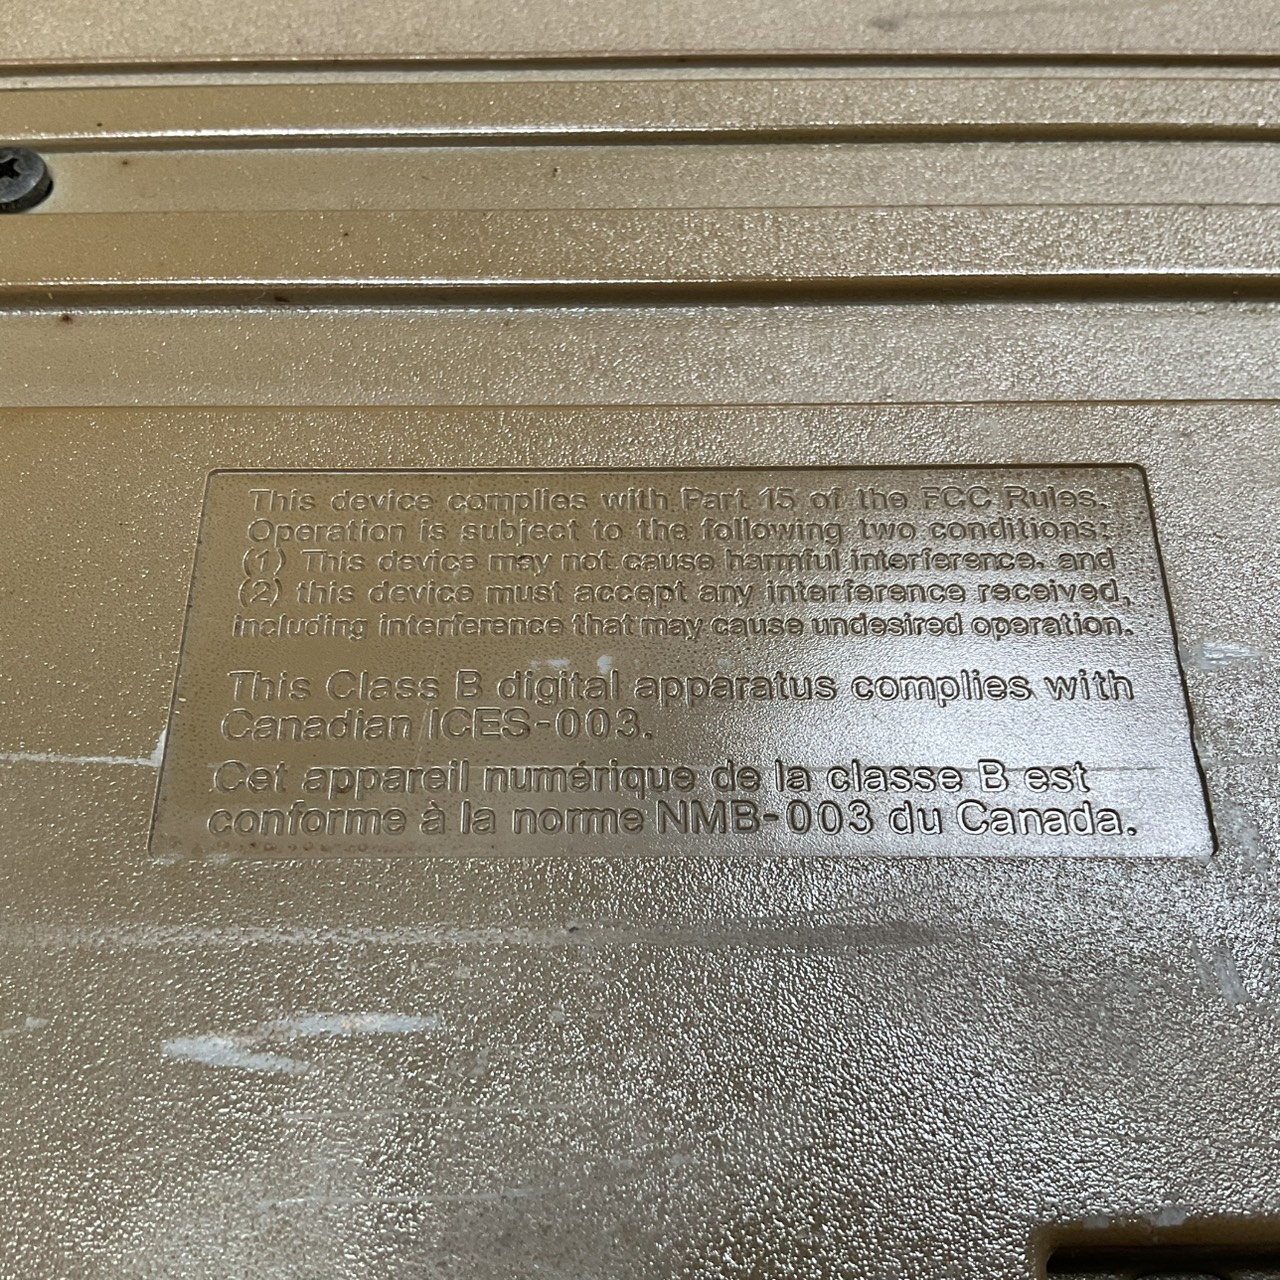 This device complies with Part 15 of the FCC Rules.
Operation is subject to the following two conditions:
(1) This device may not cause harmful interference, and
(2) this device must accept any interference received,
including interference that may cause undesired operation.
This Class B digital apparatus complies with
Canadian ICES-003.
Cet appareil numérique de la classe B est
conforme à la norme NMB-003 du Canada.